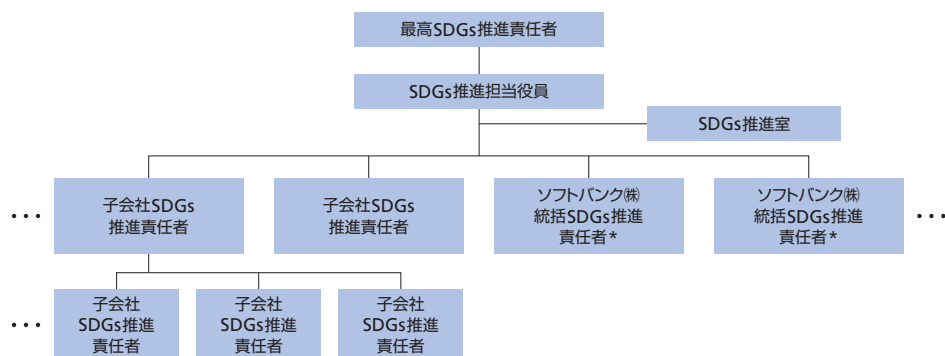 最高SDGs推進責任者
SDGs推進担当役員
SDGs推進室
子会社SDGs
推進責任者
子会社SDGs
推進責任者
ソフトバンク㈱
統括SDGs推進
責任者*
ソフトバンク㈱
統括SDGs推進
責任者*
子会社
SDGs推進
責任者
子会社
SDGs推進
責任者
子会社
SDGs推進
責任者